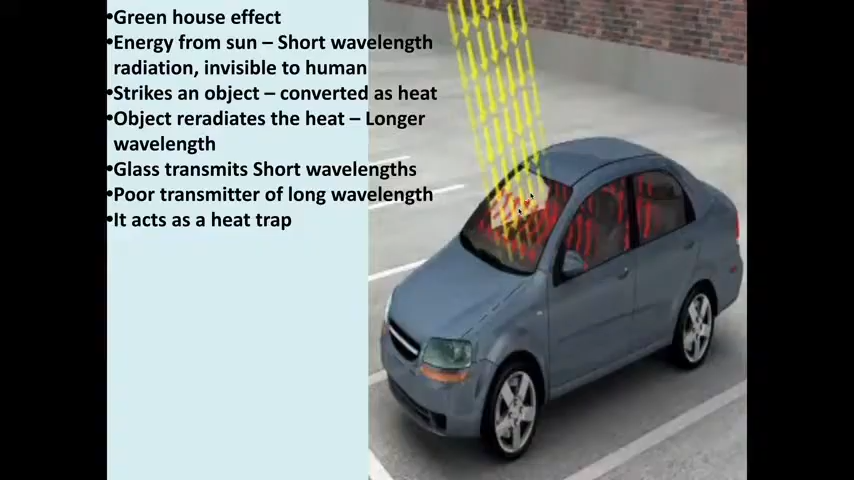 •Green house effect
•Energy from sun – Short wavelength
radiation, invisible to human
•Strikes an object – converted as heat
•Object reradiates the heat – Longer
wavelength
•Glass transmits Short wavelengths
•Poor transmitter of long wavelength
•It acts as a heat trap